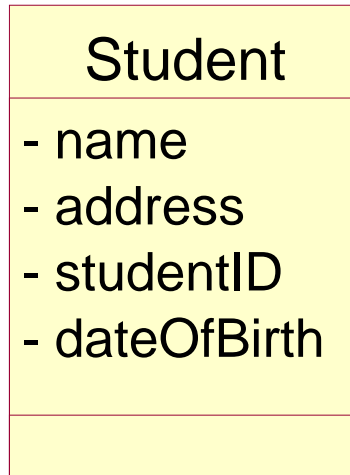 Student
- name
- address
- studentID
- dateOfBirth